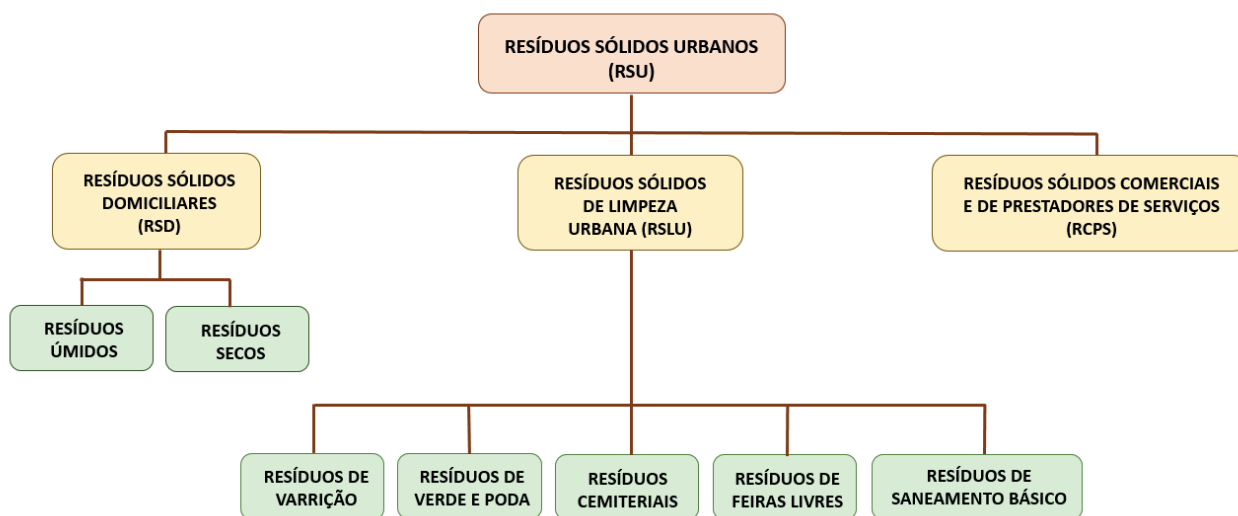 RESÍDUOS SÓLIDOS URBANOS
(RSU)
RESÍDUOS SÓLIDOS
DOMICILIARES
(RSD)
RESÍDUOS SÓLIDOS
DE LIMPEZA
URBANA (RSLU)
RESÍDUOS SÓLIDOS COMERCIAIS
E DE PRESTADORES DE SERVIÇOS
(RCPS)
RESÍDUOS
ÚMIDOS
RESÍDUOS
SECOS
RESÍDUOS DE
VARRIÇÃO
RESÍDUOS DE
VERDE E PODA
RESÍDUOS
CEMITERIAIS
RESÍDUOS DE
FEIRAS LIVRES
RESÍDUOS DE
SANEAMENTO BÁSICO